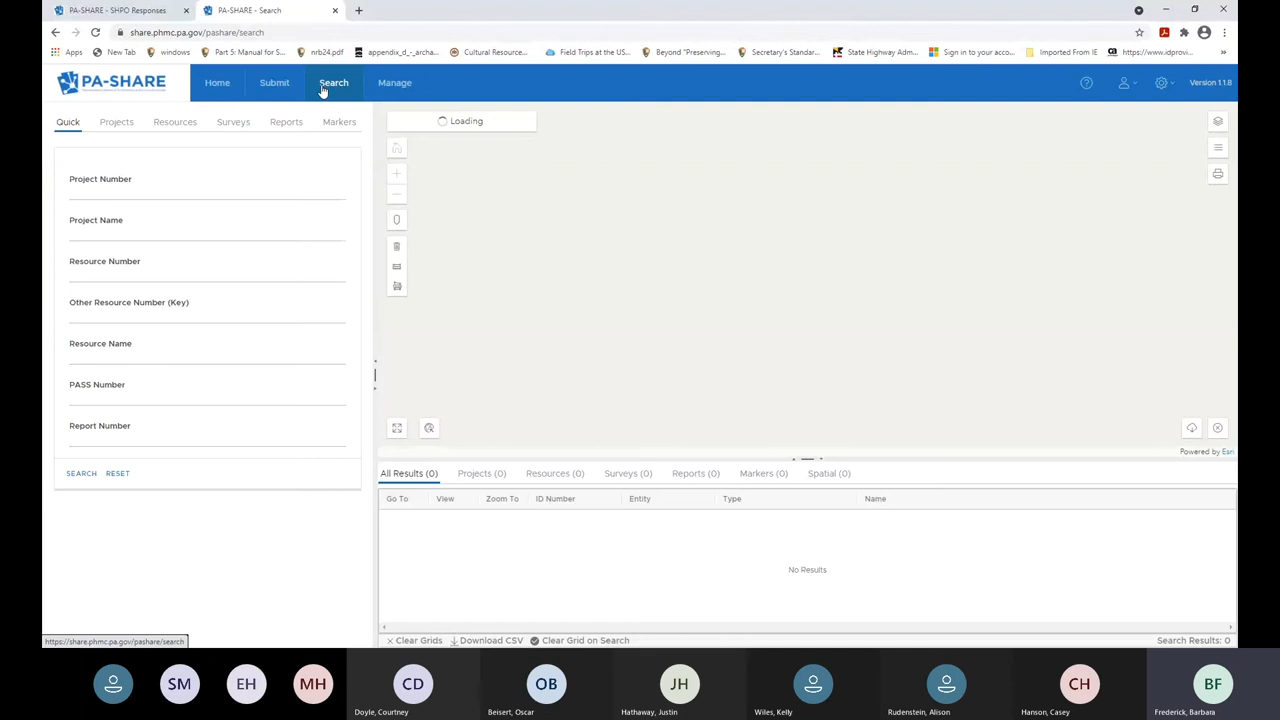 PA-SHARE - SHPO Responses
PA-SHARE - Search
share.phmc.pa.gov/pashare/search
Apps
New Tab
windows
Part 5: Manual for S...
nrb24.pdf
appendix_d_-_archa...
Cultural Resource...
Field Trips at the US...
Beyond "Preserving...
Secretary's Standar...
State Highway Adm...
Sign in to your acco...
Imported From IE
https://www.idprovi...
PA-SHARE
Home
Submit
Search
Manage
Version 1.1.8
Quick
Projects
Resources
Surveys
Reports
Markers
Loading
Project Number
Project Name
Resource Number
Other Resource Number (Key)
Resource Name
PASS Number
Report Number
SEARCH
RESET
Powered by Esri
All Results (0)
Projects (0)
Resources (0)
Surveys (0)
Reports (0)
Markers (0)
Spatial (0)
Go To
View
Zoom To
ID Number
Entity
Type
Name
No Results
Clear Grids
Download CSV
Clear Grid on Search
Search Results: 0
https://share.phmc.pa.gov/pashare/search
SM
EH
MH
CD
OB
JH
CH
BF
Doyle, Courtney
Beisert, Oscar
Hathaway, Justin
Wiles, Kelly
Rudenstein, Alison
Hanson, Casey
Frederick, Barbara